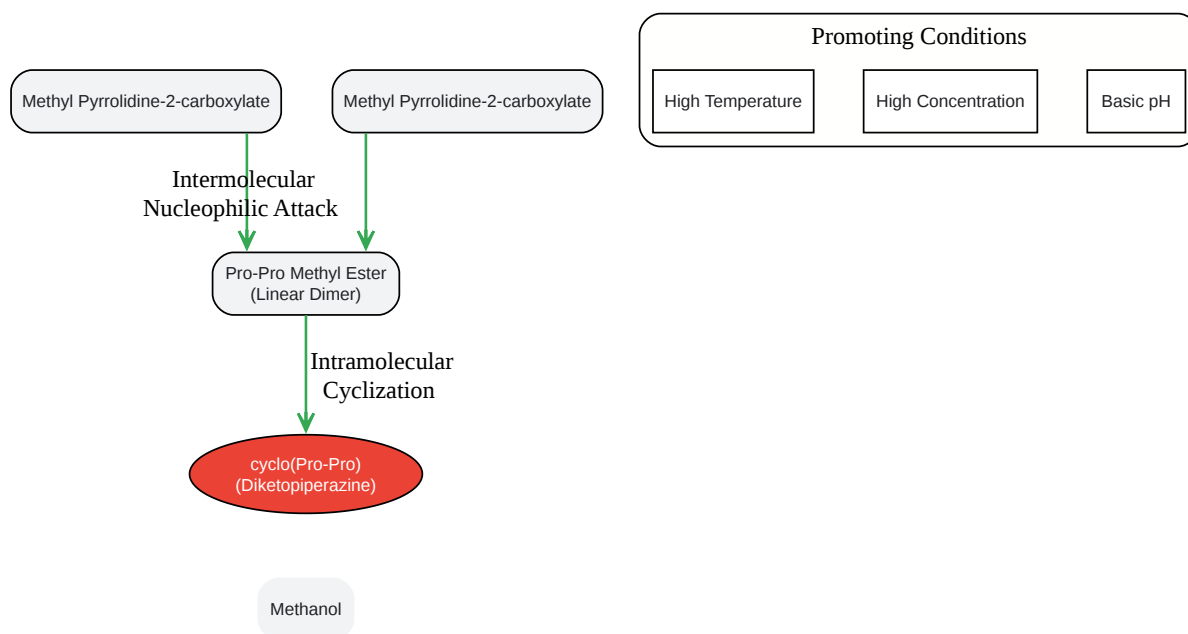 Promoting Conditions
Methyl Pyrrolidine-2-carboxylate
Methyl Pyrrolidine-2-carboxylate
High Temperature
High Concentration
Basic pH
Intermolecular
Nucleophilic Attack
Pro-Pro Methyl Ester
(Linear Dimer)
Intramolecular
Cyclization
cyclo(Pro-Pro)
(Diketopiperazine)
Methanol